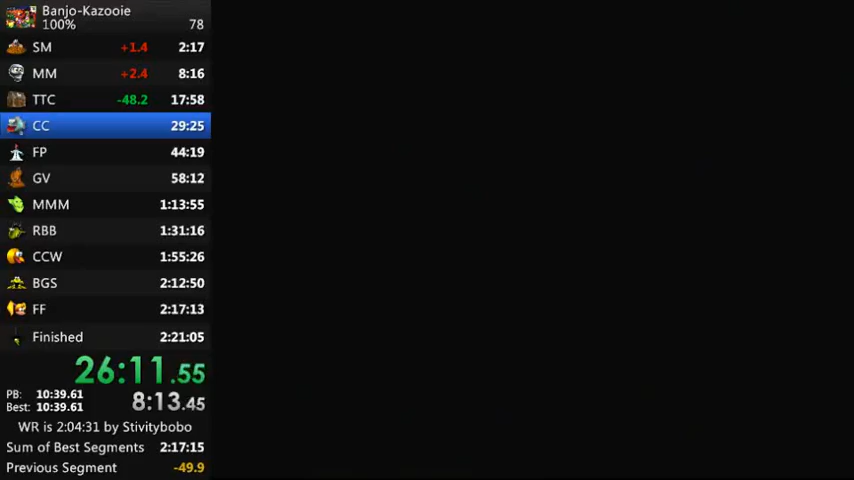 Banjo-Kazooie
100% 78
SM +1.4 2:17
MM +2.4 8:16
TTC -48.2 17:58
CC 29:25
FP 44:19
GV 58:12
MMM 1:13:55
RBB 1:31:16
CCW 1:55:26
BGS 2:12:50
FF 2:17:13
Finished 2:21:05
26:11.55
PB: 10:39.61
Best: 10:39.61
8:13.45
WR is 2:04:31 by Stivitybobo
Sum of Best Segments 2:17:15
Previous Segment -49.9